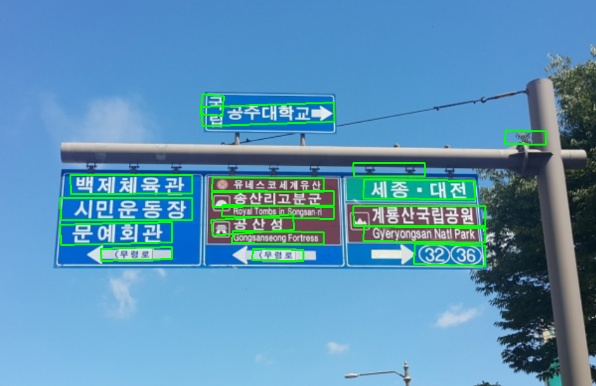 국립 공주대학교
백제체육관
시민운동장
문예회관
(무령로)
유네스코세계유산
송산리고분군
Royal Tombs in Songsan-ri
공산성
Gongsanseong Fortress
(무령로)
세종·대전
계룡산국립공원
Gyeryongsan Natl Park
32 36